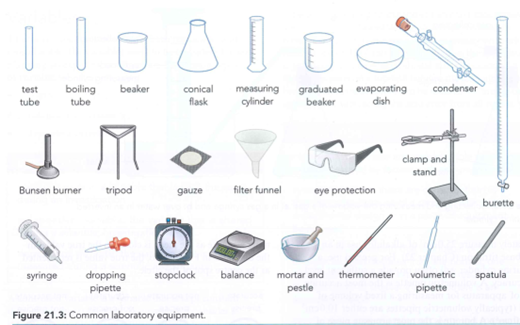 test tube
boiling tube
beaker
conical flask
measuring cylinder
graduated beaker
evaporating dish
condenser
Bunsen burner
tripod
gauze
filter funnel
eye protection
clamp and stand
burette
syringe
dropping pipette
stopclock
balance
mortar and pestle
thermometer
volumetric pipette
spatula
Figure 21.3: Common laboratory equipment.